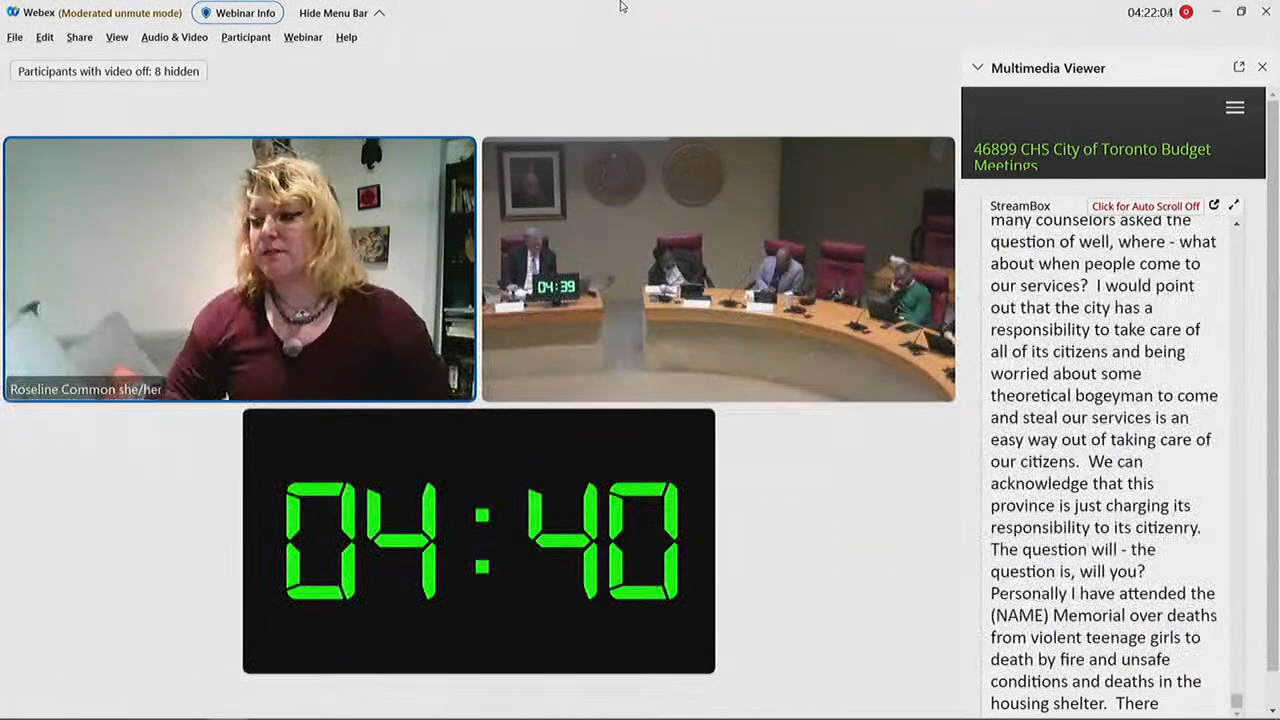 Webex (Moderated unmute mode) Webinar Info Hide Menu Bar 04:22:04
File Edit Share View Audio & Video Participant Webinar Help
Participants with video off: 8 hidden
Roseline Common she/her
04:39
04:40
Multimedia Viewer
46899 CHS City of Toronto Budget
Meetings
StreamBox Click for Auto Scroll Off
many counselors asked the
question of well, where - what
about when people come to
our services? I would point
out that the city has a
responsibility to take care of
all of its citizens and being
worried about some
theoretical bogeyman to come
and steal our services is an
easy way out of taking care of
our citizens. We can
acknowledge that this
province is just charging its
responsibility to its citizenry.
The question will - the
question is, will you?
Personally I have attended the
(NAME) Memorial over deaths
from violent teenage girls to
death by fire and unsafe
conditions and deaths in the
housing shelter. There